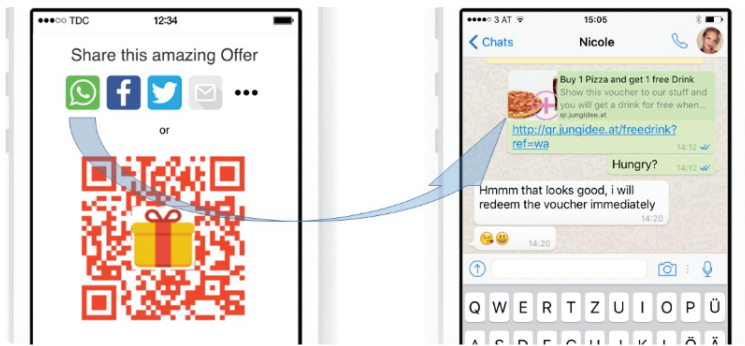 TDC 12:34
Share this amazing Offer
or
3 AT 15:05
Chats Nicole
Buy 1 Pizza and get 1 free Drink
Show this voucher to our stuff and
you will get a drink for free when...
qr.jungidee.at
http://qr.jungidee.at/freedrink?
ref=wa 14:12
Hungry? 14:12
Hmmm that looks good, i will
redeem the voucher immediately
14:20
14:20
Q W E R T Z U I O P Ü